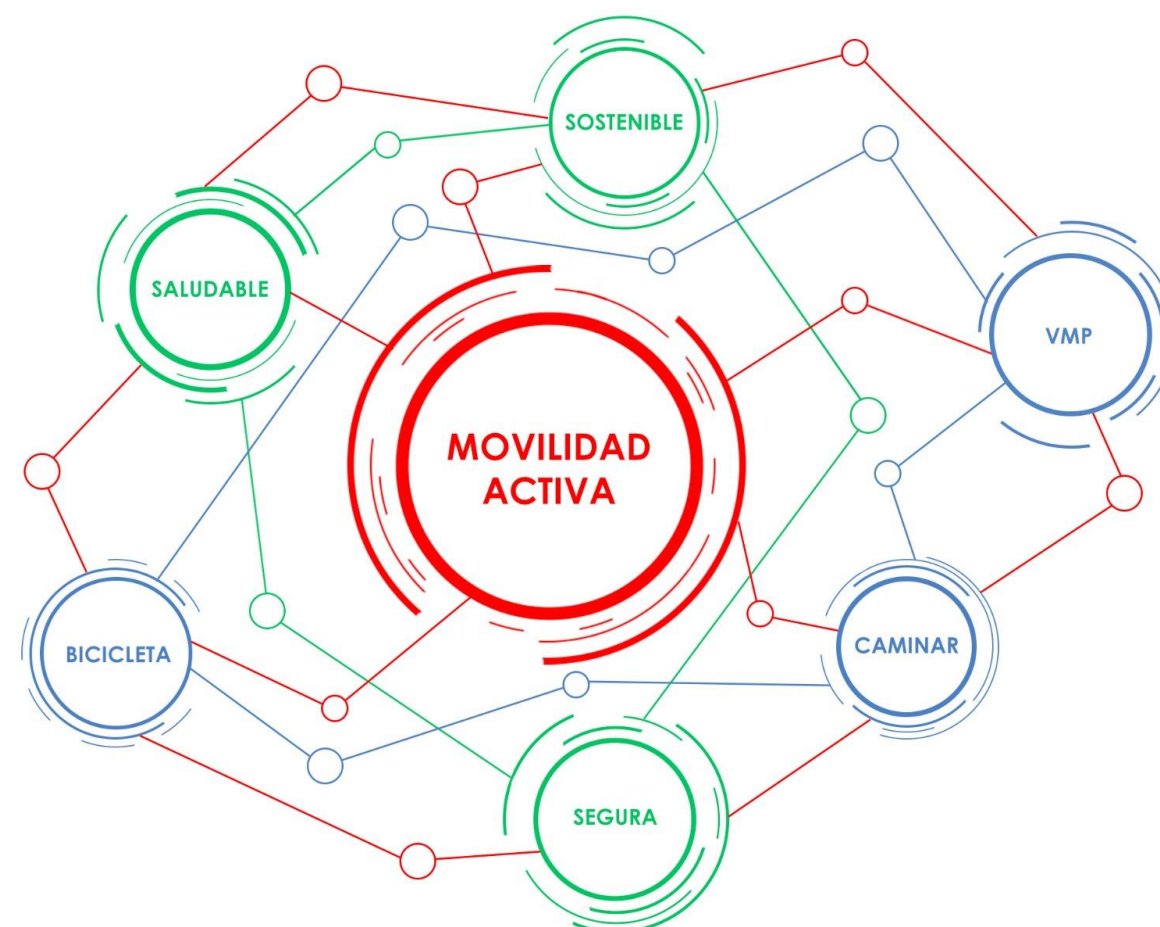 SOSTENIBLE
SALUDABLE
VMP
MOVILIDAD
ACTIVA
BICICLETA
CAMINAR
SEGURA